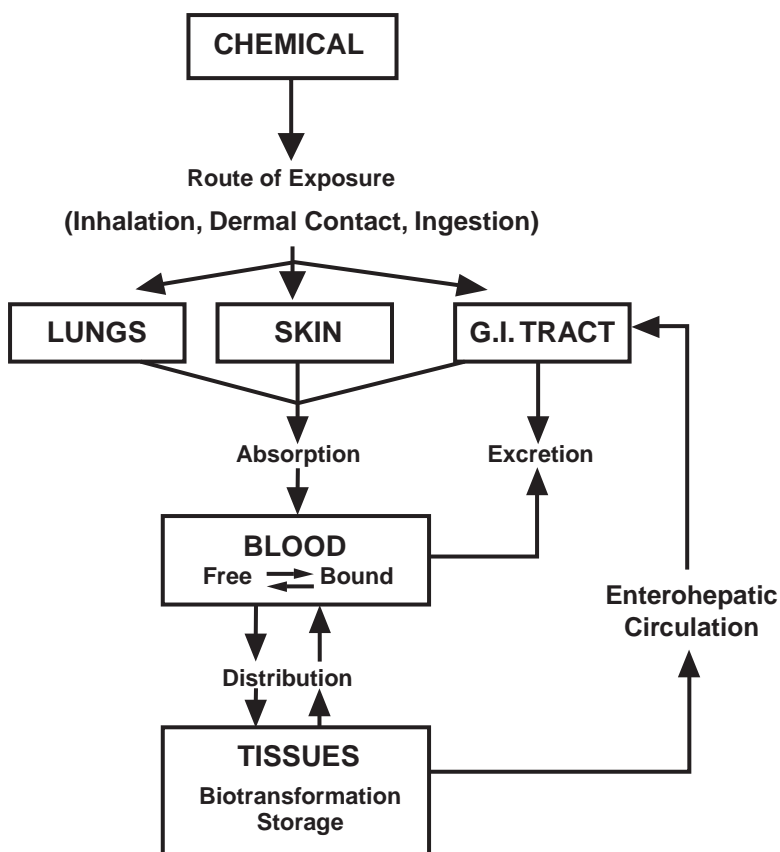 CHEMICAL
Route of Exposure
(Inhalation, Dermal Contact, Ingestion)
LUNGS
SKIN
G.I. TRACT
Absorption
Excretion
BLOOD
Free
Bound
Enterohepatic
Circulation
Distribution
TISSUES
Biotransformation
Storage